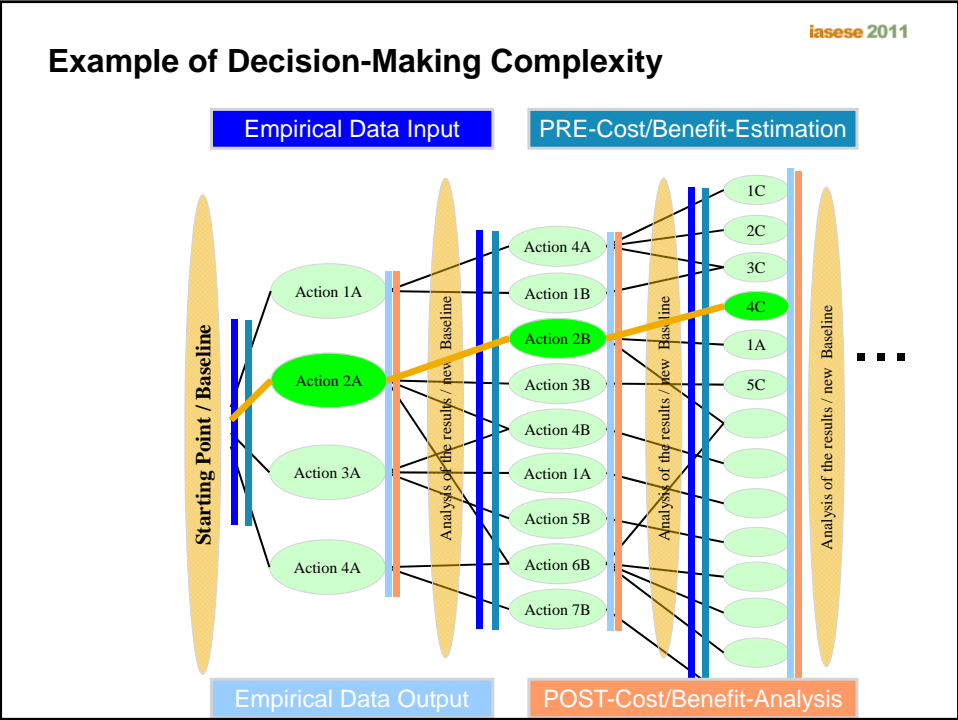 iasese 2011
Example of Decision-Making Complexity
Empirical Data Input
PRE-Cost/Benefit-Estimation
Starting Point / Baseline
Action 1A
Action 2A
Action 3A
Action 4A
Analysis of the results / new Baseline
Action 4A
Action 1B
Action 2B
Action 3B
Action 4B
Action 1A
Action 5B
Action 6B
Action 7B
Analysis of the results / new Baseline
1C
2C
3C
4C
1A
5C
Analysis of the results / new Baseline
...
Empirical Data Output
POST-Cost/Benefit-Analysis